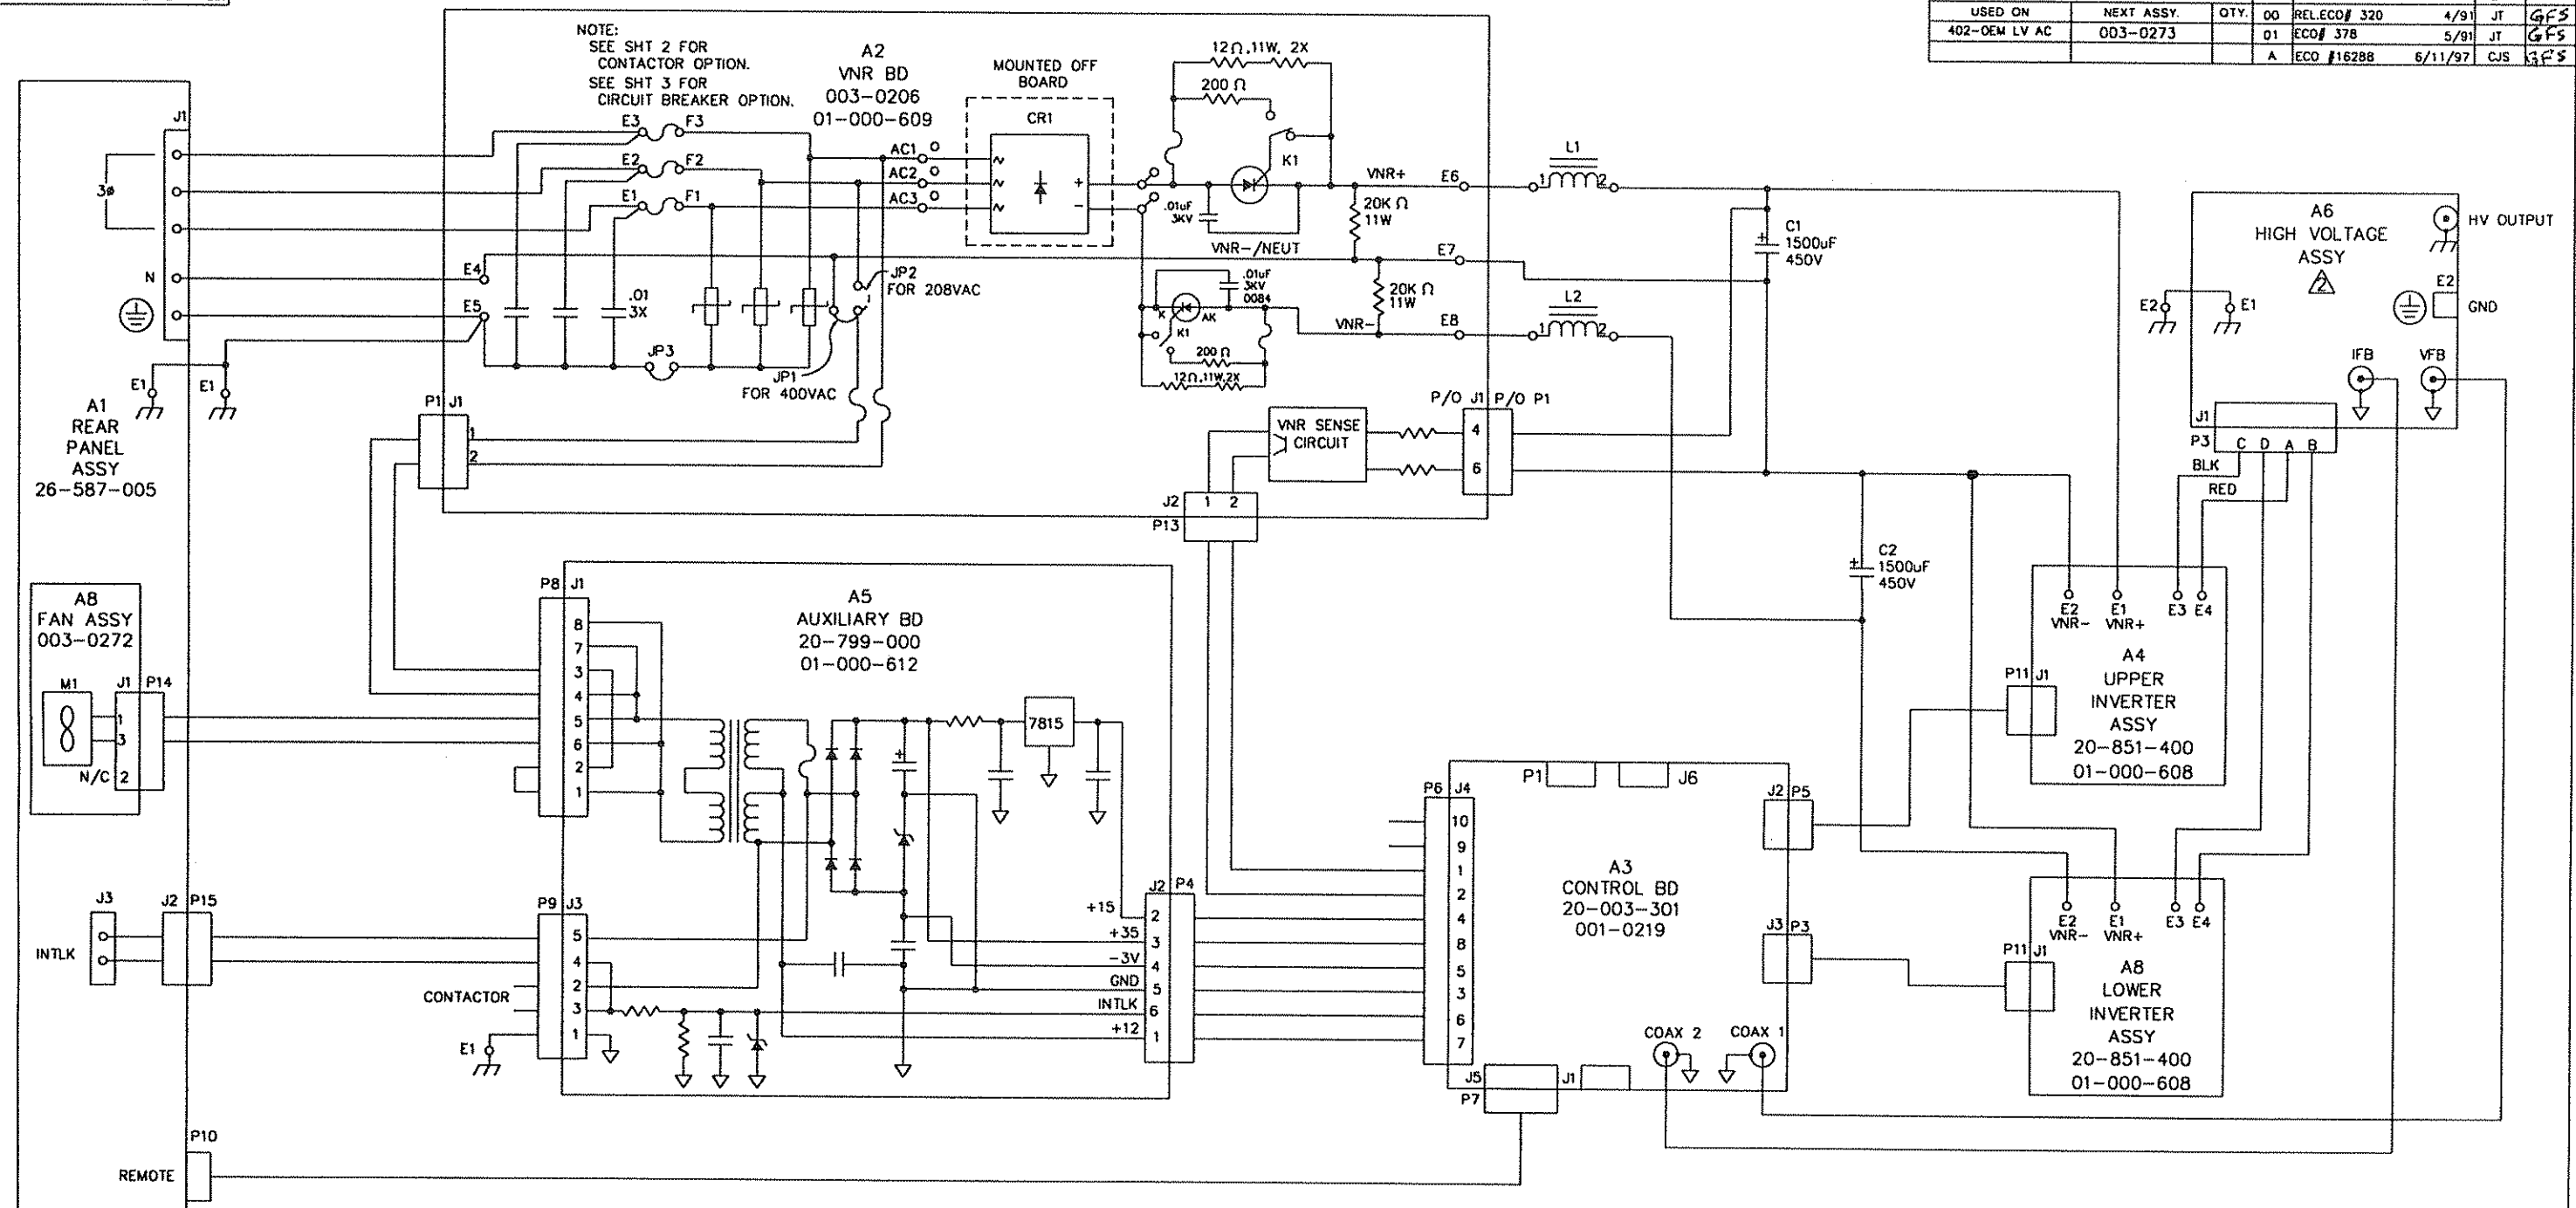 USED ON NEXT ASSY. QTY. 00 REL.ECO# 320 4/91 JT GFS
402-OEM LV AC 003-0273 01 ECO# 378 5/91 JT GFS
A ECO #16288 6/11/97 CJS GFS
NOTE:
SEE SHT 2 FOR
CONTACTOR OPTION.
SEE SHT 3 FOR
CIRCUIT BREAKER OPTION.
A2
VNR BD
003-0206
01-000-609
MOUNTED OFF
BOARD
CR1
12Ω,11W, 2X
200 Ω
K1
J1
3ø
N
E3 F3
E2 F2
E1 F1
E4
E5
AC1
AC2
AC3
+
-
.01uF
3KV
VNR+
E6
L1
1 2
20K Ω
11W
VNR-/NEUT
E7
C1
1500uF
450V
+
JP2
FOR 208VAC
.01
3X
.01uF
3KV
0084
K
AK
K1
200 Ω
12Ω,11W,2X
20K Ω
11W
VNR-
E8
L2
1 2
JP3
JP1
FOR 400VAC
E1
E1
A1
REAR
PANEL
ASSY
26-587-005
P1 J1
1
2
VNR SENSE
CIRCUIT
P/O J1 P/O P1
4
6
J2 1 2
P13
A6
HIGH VOLTAGE
ASSY
2
HV OUTPUT
E2
GND
E2
E1
IFB
VFB
J1
P3
C D A B
BLK
RED
C2
1500uF
450V
+
E2
VNR-
E1
VNR+
E3 E4
A4
UPPER
INVERTER
ASSY
20-851-400
01-000-608
P11 J1
A8
FAN ASSY
003-0272
M1
J1 P14
1
3
N/C 2
P8 J1
8
7
3
4
5
6
2
1
A5
AUXILIARY BD
20-799-000
01-000-612
7815
+
J3
INTLK
J2 P15
P9 J3
5
4
2
3
1
CONTACTOR
E1
J2 P4
+15 2
+35 3
-3V 4
GND 5
INTLK 6
+12 1
P6 J4
10
9
1
2
4
8
5
3
6
7
P1
J6
A3
CONTROL BD
20-003-301
001-0219
J2 P5
J3 P3
COAX 2
COAX 1
J5
P7
J1
E2
VNR-
E1
VNR+
E3 E4
P11 J1
A8
LOWER
INVERTER
ASSY
20-851-400
01-000-608
P10
REMOTE